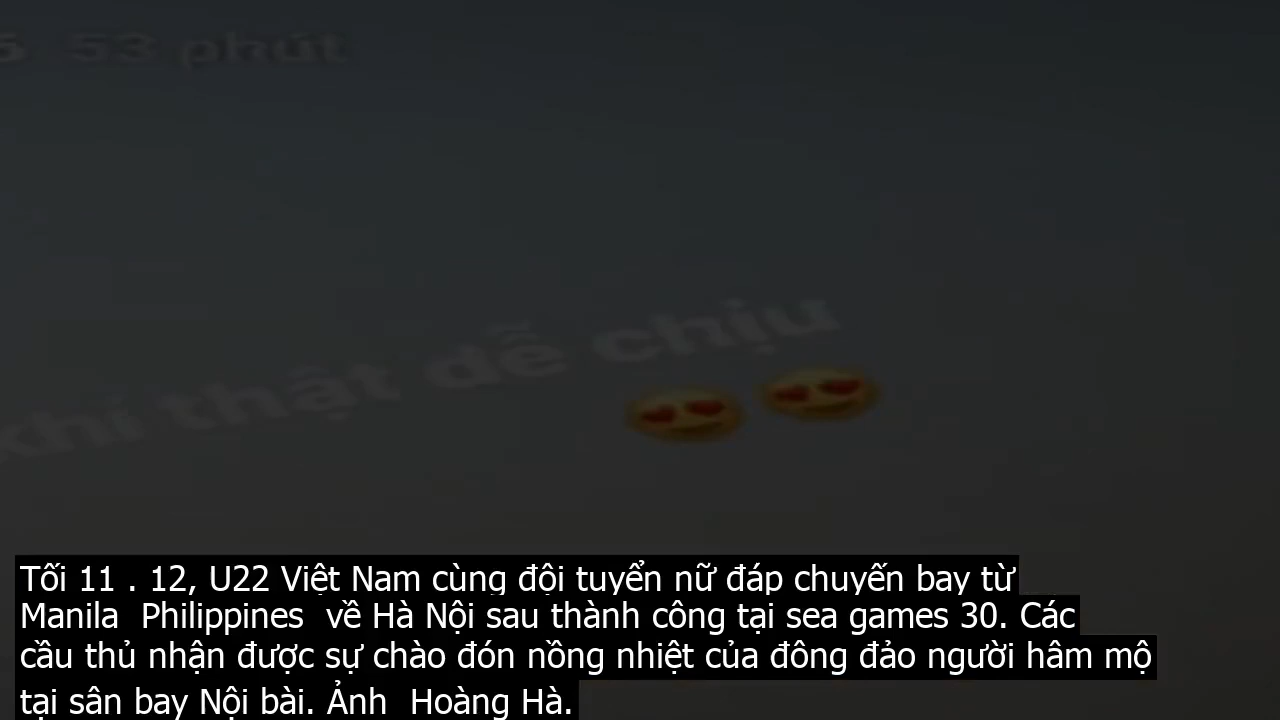 53 phút
khí thật dễ chịu
Tối 11 . 12, U22 Việt Nam cùng đội tuyển nữ đáp chuyến bay từ
Manila  Philippines  về Hà Nội sau thành công tại sea games 30. Các
cầu thủ nhận được sự chào đón nồng nhiệt của đông đảo người hâm mộ
tại sân bay Nội bài. Ảnh  Hoàng Hà.